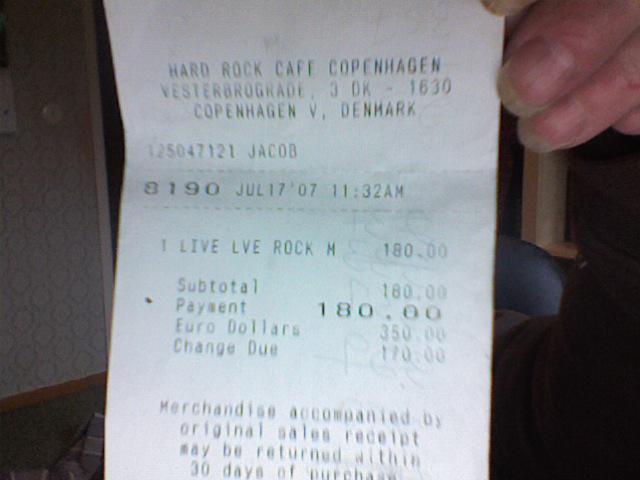 HARD ROCK CAFE COPENHAGEN
VESTERBROGRADE, 3 DK - 1630
COPENHAGEN V, DENMARK
125047121 JACOB
8190 JUL17'07 11:32AM
1 LIVE LVE ROCK M 180.00
Subtotal 180.00
Payment 180.00
Euro Dollars 350.00
Change Due 170.00
Merchandise accompanied by
original sales receipt
may be returned within
30 days of purchase